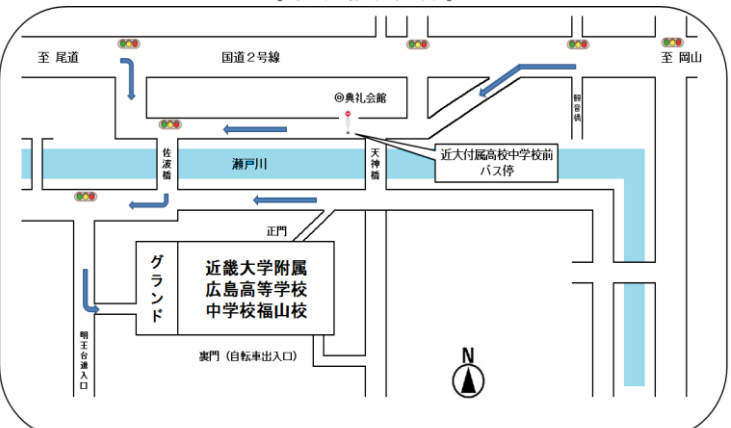 至 尾道
国道２号線
至 岡山
◎典礼会館
観音橋
佐波橋
瀬戸川
天神橋
近大付属高校中学校前
バス停
正門
グランド
近畿大学附属
広島高等学校
中学校福山校
明王台進入口
裏門（自転車出入口）
N